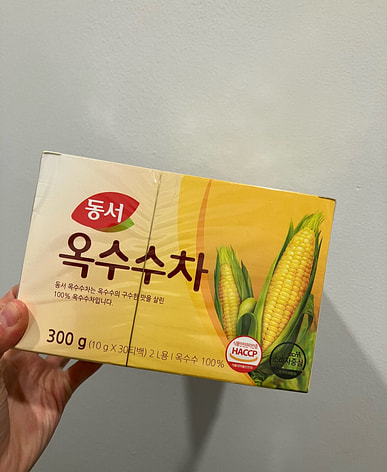 동서
옥수수차
동서 옥수수차는 옥수수의 구수한 맛을 살린
100% 옥수수차입니다.
300 g (10 g X 30티백) 2 L용 | 옥수수 100%
HACCP